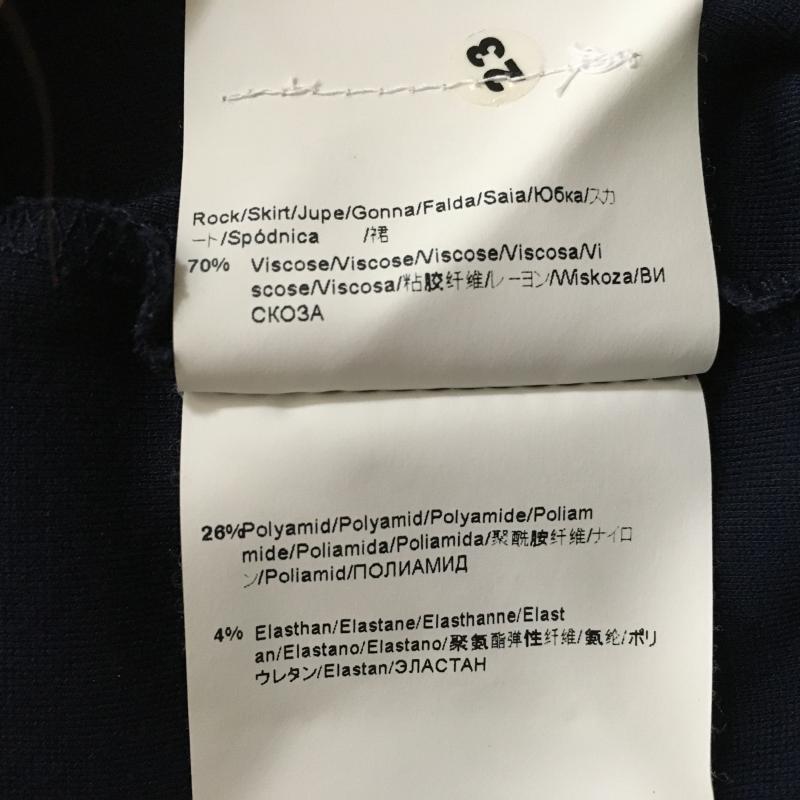 23
Rock/Skirt/Jupe/Gonna/Falda/Saia/Юбка/スカ
ート/Spódnica /裙
70% Viscose/Viscose/Viscose/Viscosa/Vi
scose/Viscosa/粘胶纤维/レーヨン/Wiskoza/ВИ
СКОЗА
26%Polyamid/Polyamid/Polyamide/Poliam
mide/Poliamida/Poliamida/聚酰胺纤维/ナイロ
ン/Poliamid/ПОЛИАМИД
4% Elasthan/Elastane/Elasthanne/Elast
an/Elastano/Elastano/聚氨酯弹性纤维/氨纶/ポリ
ウレタン/Elastan/ЭЛАСТАН